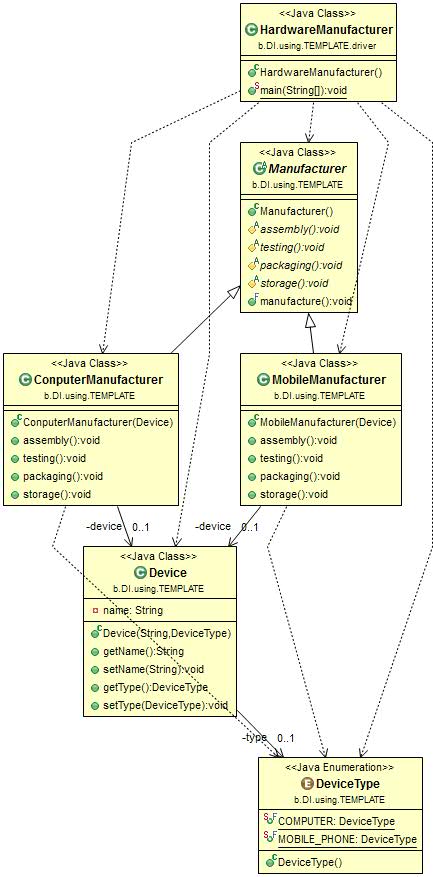 <<Java Class>>
HardwareManufacturer
b.DI.using.TEMPLATE.driver
HardwareManufacturer()
main(String[]):void
<<Java Class>>
Manufacturer
b.DI.using.TEMPLATE
Manufacturer()
assembly():void
testing():void
packaging():void
storage():void
manufacture():void
<<Java Class>>
ConputerManufacturer
b.DI.using.TEMPLATE
ConputerManufacturer(Device)
assembly():void
testing():void
packaging():void
storage():void
<<Java Class>>
MobileManufacturer
b.DI.using.TEMPLATE
MobileManufacturer(Device)
assembly():void
testing():void
packaging():void
storage():void
-device 0..1
-device 0..1
<<Java Class>>
Device
b.DI.using.TEMPLATE
name: String
Device(String,DeviceType)
getName():String
setName(String):void
getType():DeviceType
setType(DeviceType):void
-type 0..1
<<Java Enumeration>>
DeviceType
b.DI.using.TEMPLATE
COMPUTER: DeviceType
MOBILE_PHONE: DeviceType
DeviceType()